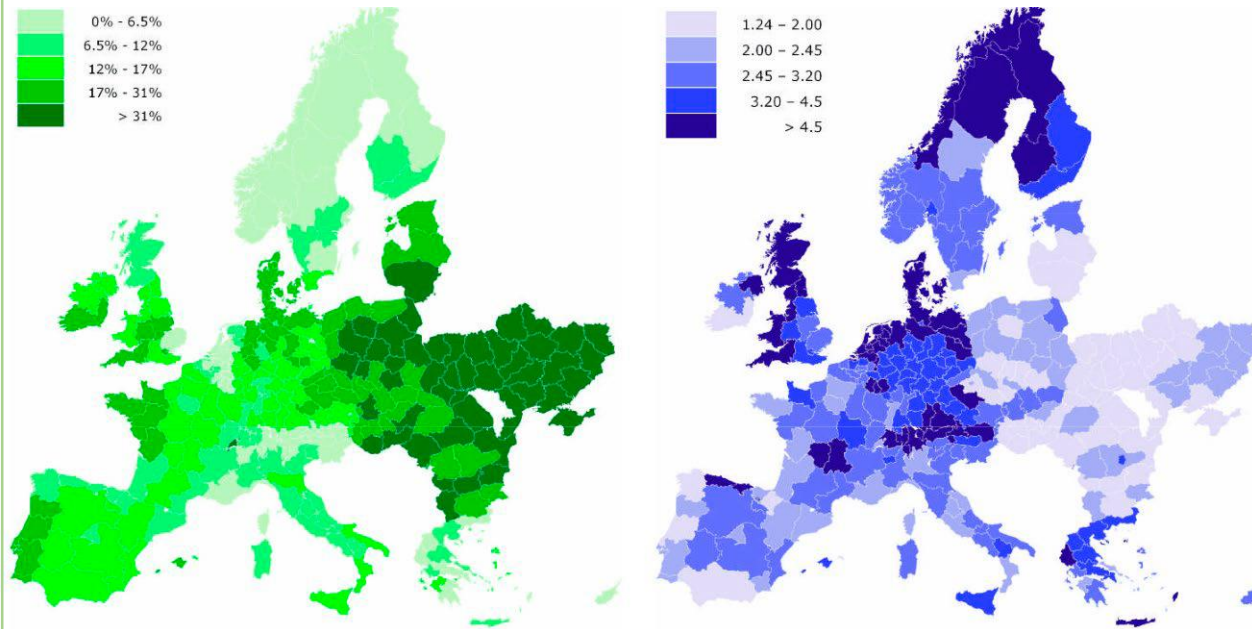 0% - 6.5%
6.5% - 12%
12% - 17%
17% - 31%
> 31%
1.24 – 2.00
2.00 – 2.45
2.45 – 3.20
3.20 – 4.5
> 4.5